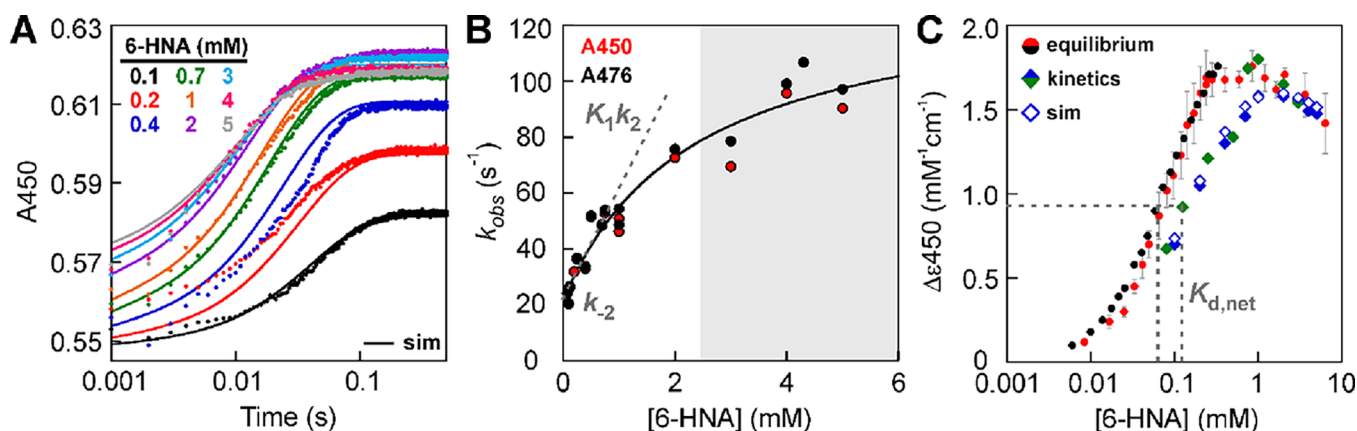 A
0.63
0.61
0.59
0.57
0.55
A450
6-HNA (mM)
0.1 0.7 3
0.2 1 4
0.4 2 5
sim
0.001 0.01 0.1
Time (s)
B
120
100
80
60
40
20
0
kobs (s-1)
A450
A476
K1k2
k-2
0 2 4 6
[6-HNA] (mM)
C
2.0
1.5
1.0
0.5
0.0
Δε450 (mM-1cm-1)
equilibrium
kinetics
sim
Kd,net
0.001 0.01 0.1 1 10
[6-HNA] (mM)